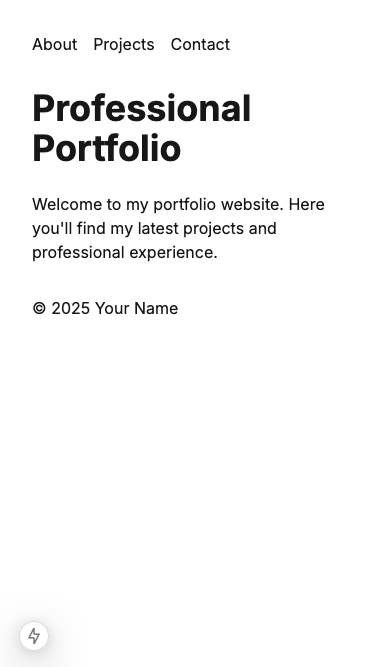 About Projects Contact
Professional
Portfolio
Welcome to my portfolio website. Here
you'll find my latest projects and
professional experience.
© 2025 Your Name